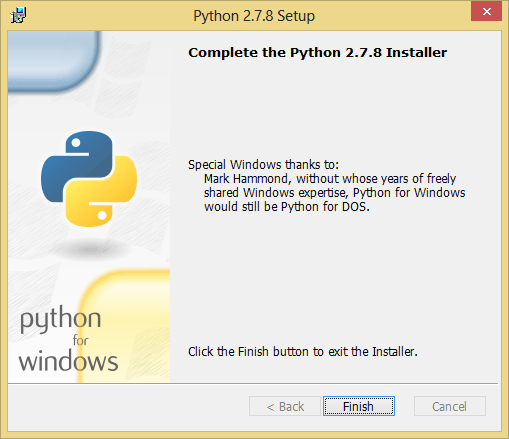 Python 2.7.8 Setup
Complete the Python 2.7.8 Installer
Special Windows thanks to:
Mark Hammond, without whose years of freely
shared Windows expertise, Python for Windows
would still be Python for DOS.
python
for
windows
Click the Finish button to exit the Installer.
< Back
Finish
Cancel